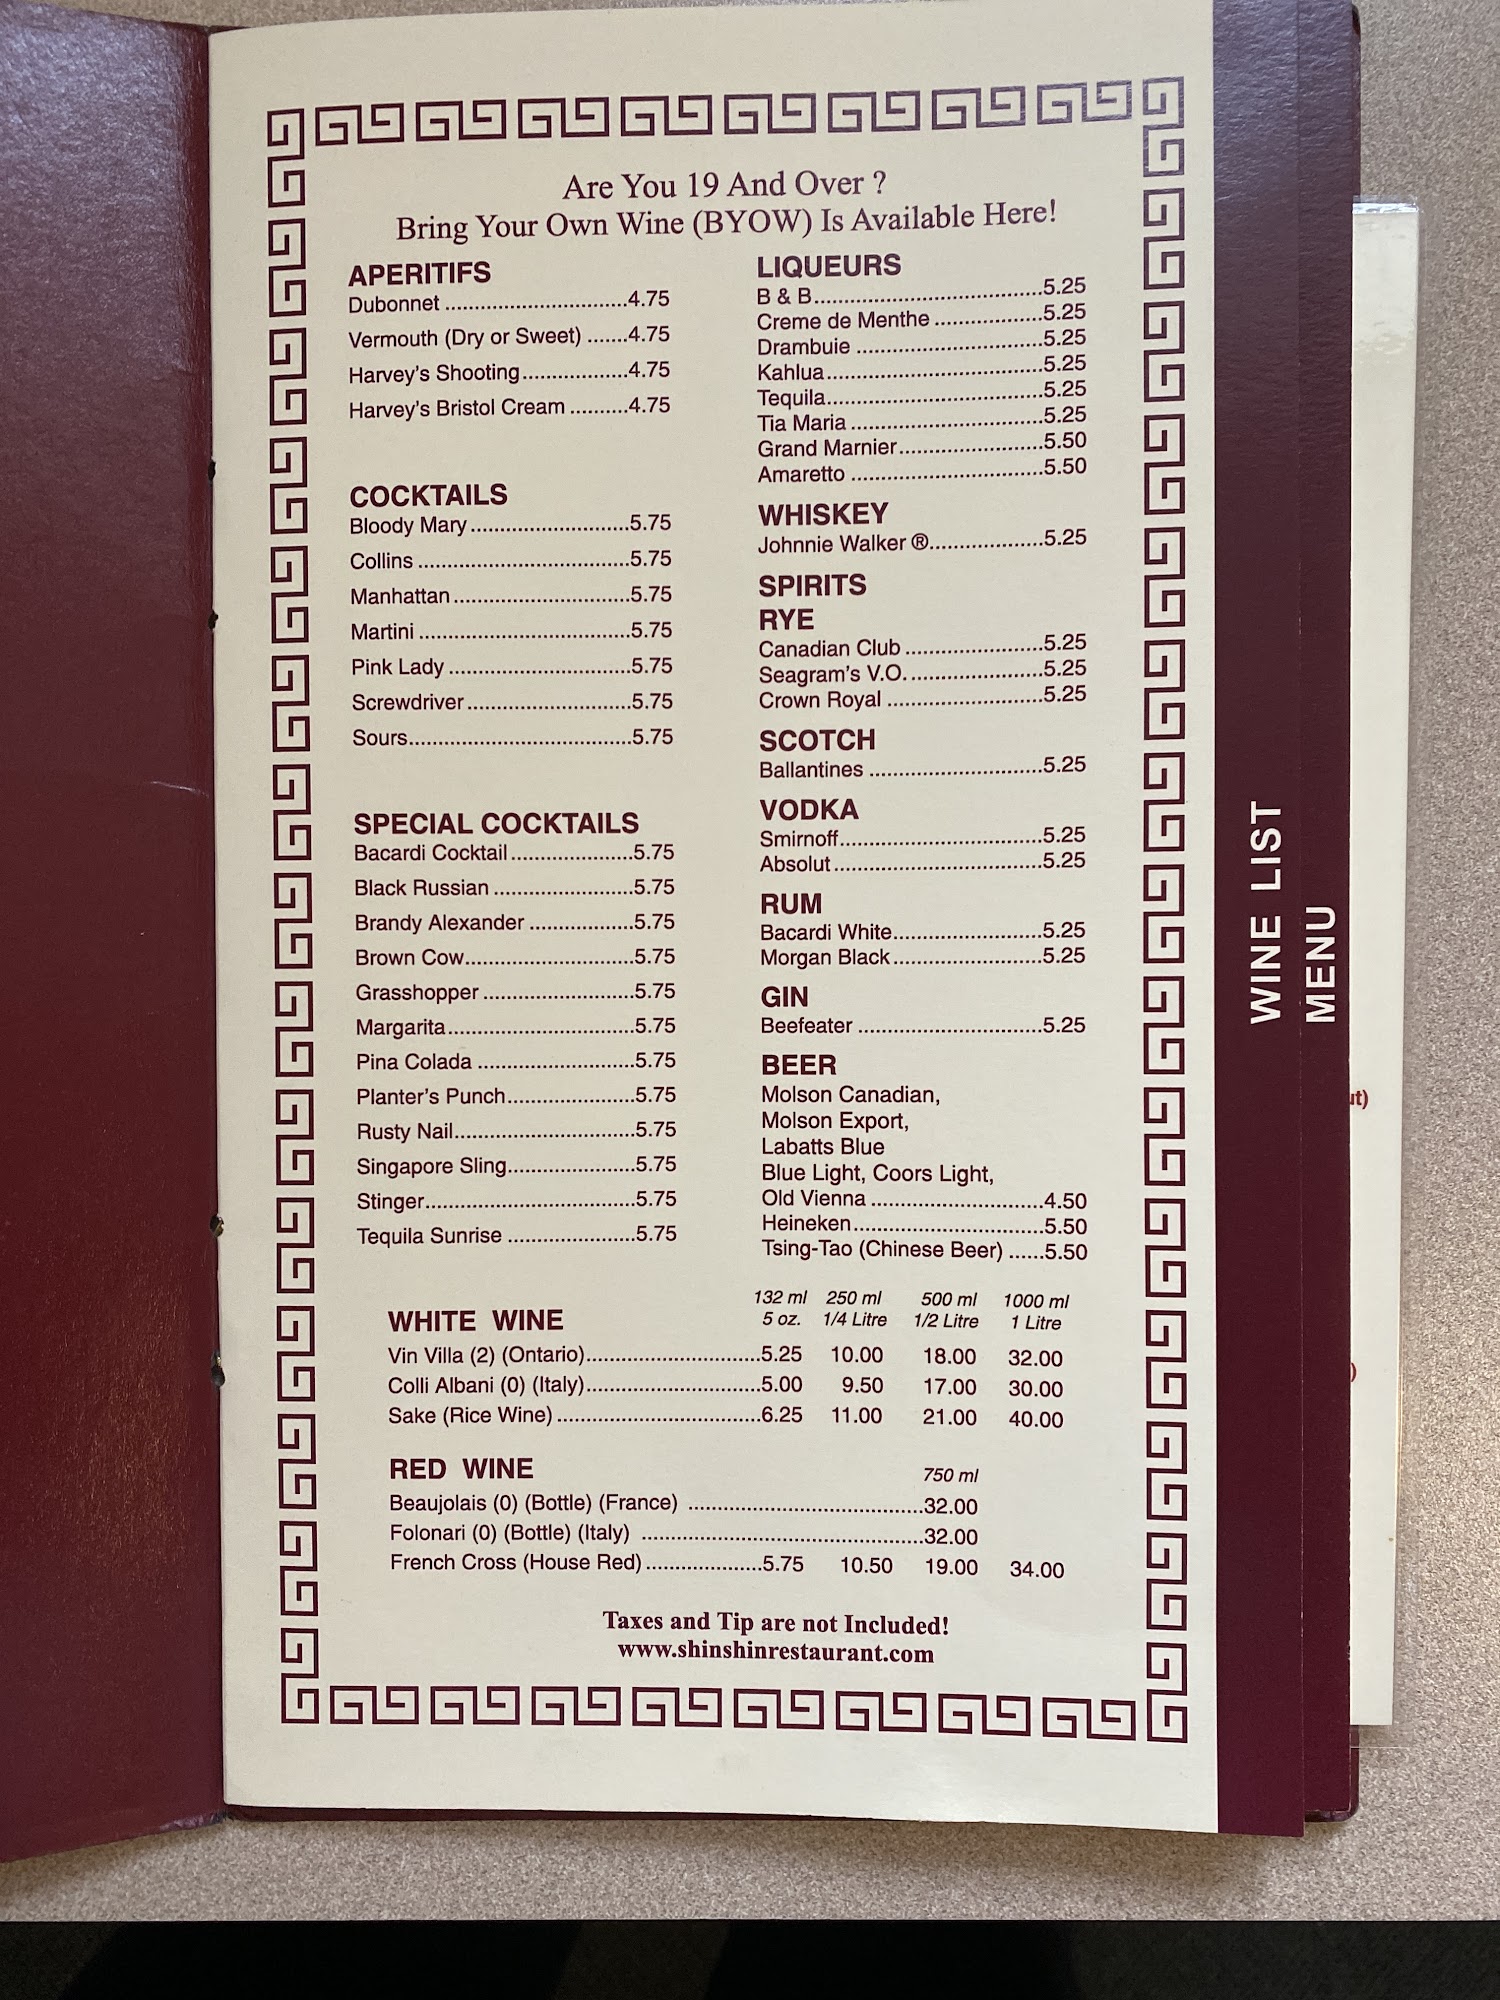 Are You 19 And Over ?
Bring Your Own Wine (BYOW) Is Available Here!
APERITIFS
Dubonnet ...............................4.75
Vermouth (Dry or Sweet) .......4.75
Harvey's Shooting..................4.75
Harvey's Bristol Cream ..........4.75
COCKTAILS
Bloody Mary...........................5.75
Collins ....................................5.75
Manhattan..............................5.75
Martini ....................................5.75
Pink Lady ...............................5.75
Screwdriver............................5.75
Sours......................................5.75
SPECIAL COCKTAILS
Bacardi Cocktail.....................5.75
Black Russian ........................5.75
Brandy Alexander ..................5.75
Brown Cow.............................5.75
Grasshopper ..........................5.75
Margarita................................5.75
Pina Colada ...........................5.75
Planter's Punch......................5.75
Rusty Nail...............................5.75
Singapore Sling......................5.75
Stinger....................................5.75
Tequila Sunrise ......................5.75
LIQUEURS
B & B.......................................5.25
Creme de Menthe ...................5.25
Drambuie ................................5.25
Kahlua.....................................5.25
Tequila.....................................5.25
Tia Maria .................................5.25
Grand Marnier.........................5.50
Amaretto .................................5.50
WHISKEY
Johnnie Walker ®...................5.25
SPIRITS
RYE
Canadian Club .......................5.25
Seagram's V.O. .......................5.25
Crown Royal ..........................5.25
SCOTCH
Ballantines .............................5.25
VODKA
Smirnoff..................................5.25
Absolut...................................5.25
RUM
Bacardi White.........................5.25
Morgan Black.........................5.25
GIN
Beefeater ...............................5.25
BEER
Molson Canadian,
Molson Export,
Labatts Blue
Blue Light, Coors Light,
Old Vienna .............................4.50
Heineken................................5.50
Tsing-Tao (Chinese Beer) ......5.50
132 ml 250 ml 500 ml 1000 ml
WHITE WINE 5 oz. 1/4 Litre 1/2 Litre 1 Litre
Vin Villa (2) (Ontario)..............................5.25 10.00 18.00 32.00
Colli Albani (0) (Italy)..............................5.00 9.50 17.00 30.00
Sake (Rice Wine) ...................................6.25 11.00 21.00 40.00
RED WINE 750 ml
Beaujolais (0) (Bottle) (France) ........................................32.00
Folonari (0) (Bottle) (Italy) ................................................32.00
French Cross (House Red)....................5.75 10.50 19.00 34.00
Taxes and Tip are not Included!
www.shinshinrestaurant.com
WINE LIST
MENU
ut)
)